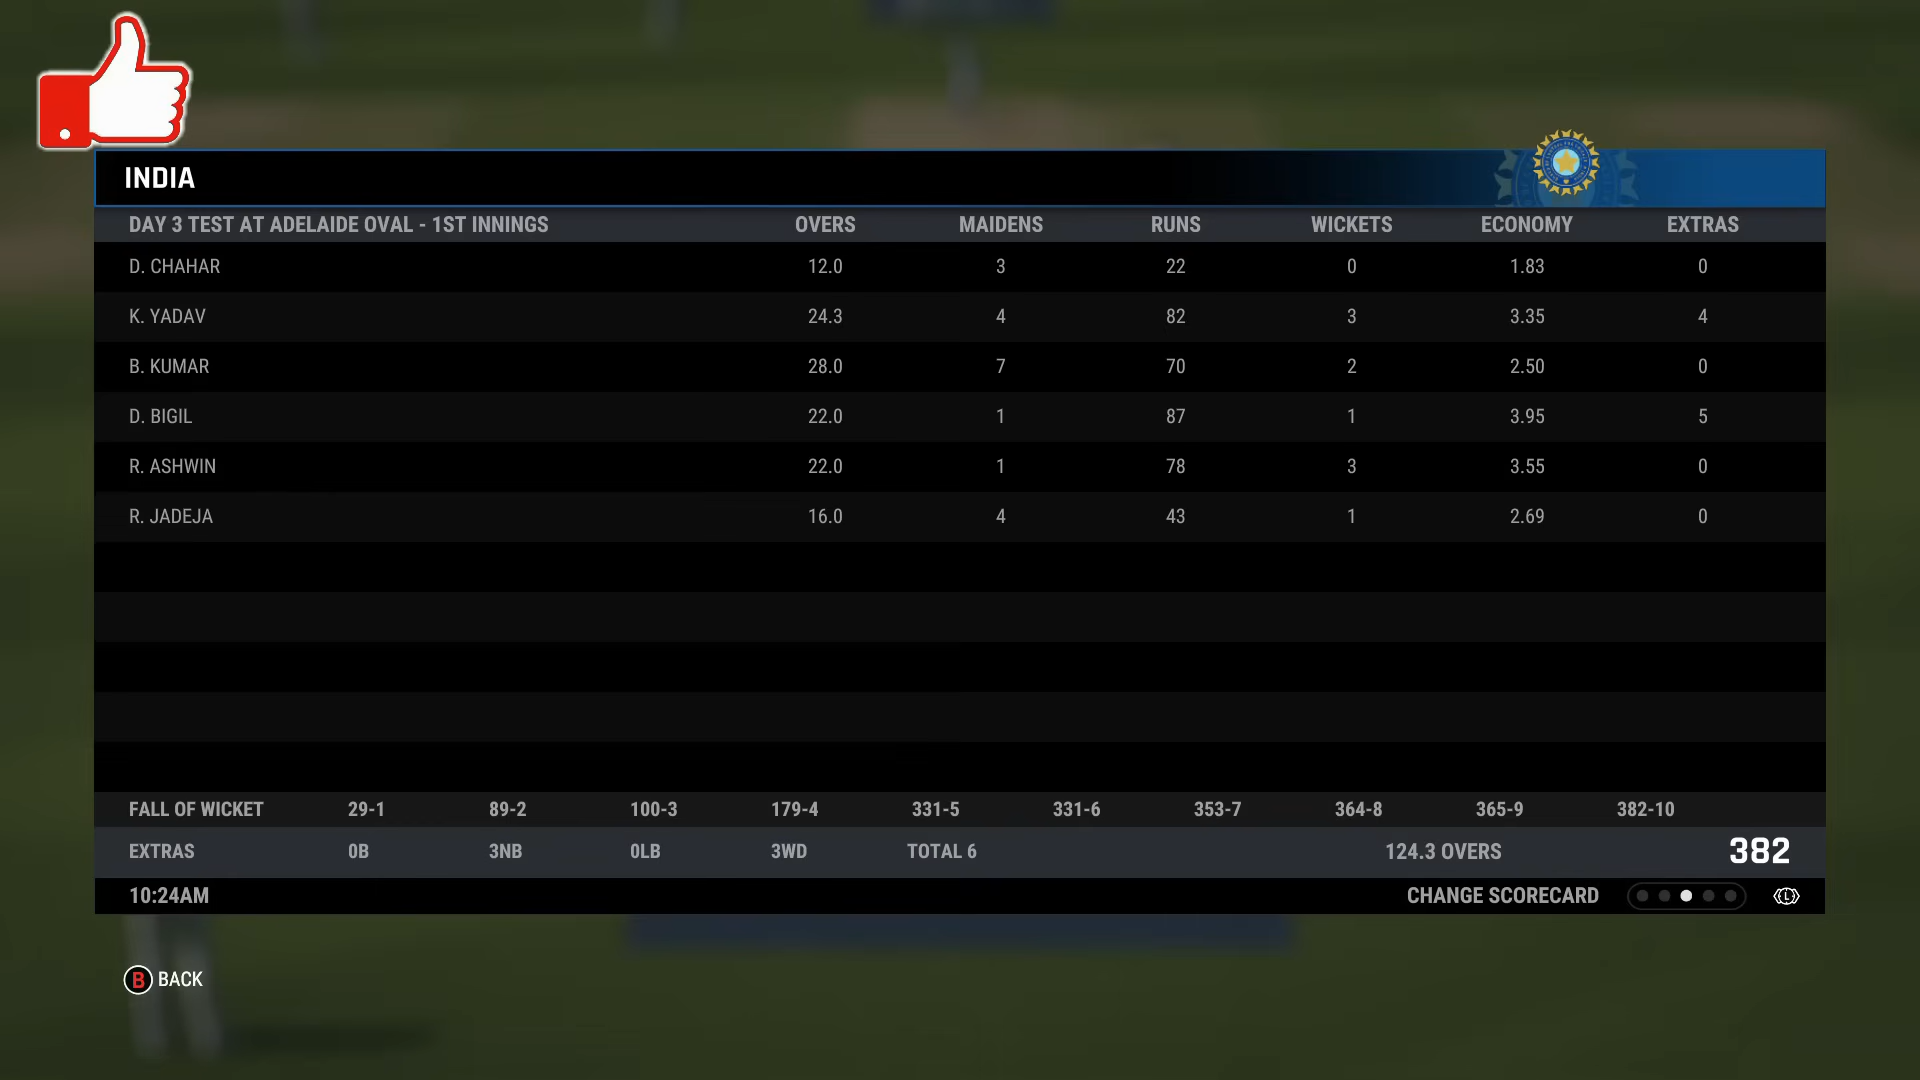 INDIA
DAY 3 TEST AT ADELAIDE OVAL - 1ST INNINGS OVERS MAIDENS RUNS WICKETS ECONOMY EXTRAS
D. CHAHAR 12.0 3 22 0 1.83 0
K. YADAV 24.3 4 82 3 3.35 4
B. KUMAR 28.0 7 70 2 2.50 0
D. BIGIL 22.0 1 87 1 3.95 5
R. ASHWIN 22.0 1 78 3 3.55 0
R. JADEJA 16.0 4 43 1 2.69 0
FALL OF WICKET 29-1 89-2 100-3 179-4 331-5 331-6 353-7 364-8 365-9 382-10
EXTRAS 0B 3NB 0LB 3WD TOTAL 6 124.3 OVERS 382
10:24AM CHANGE SCORECARD L
B BACK